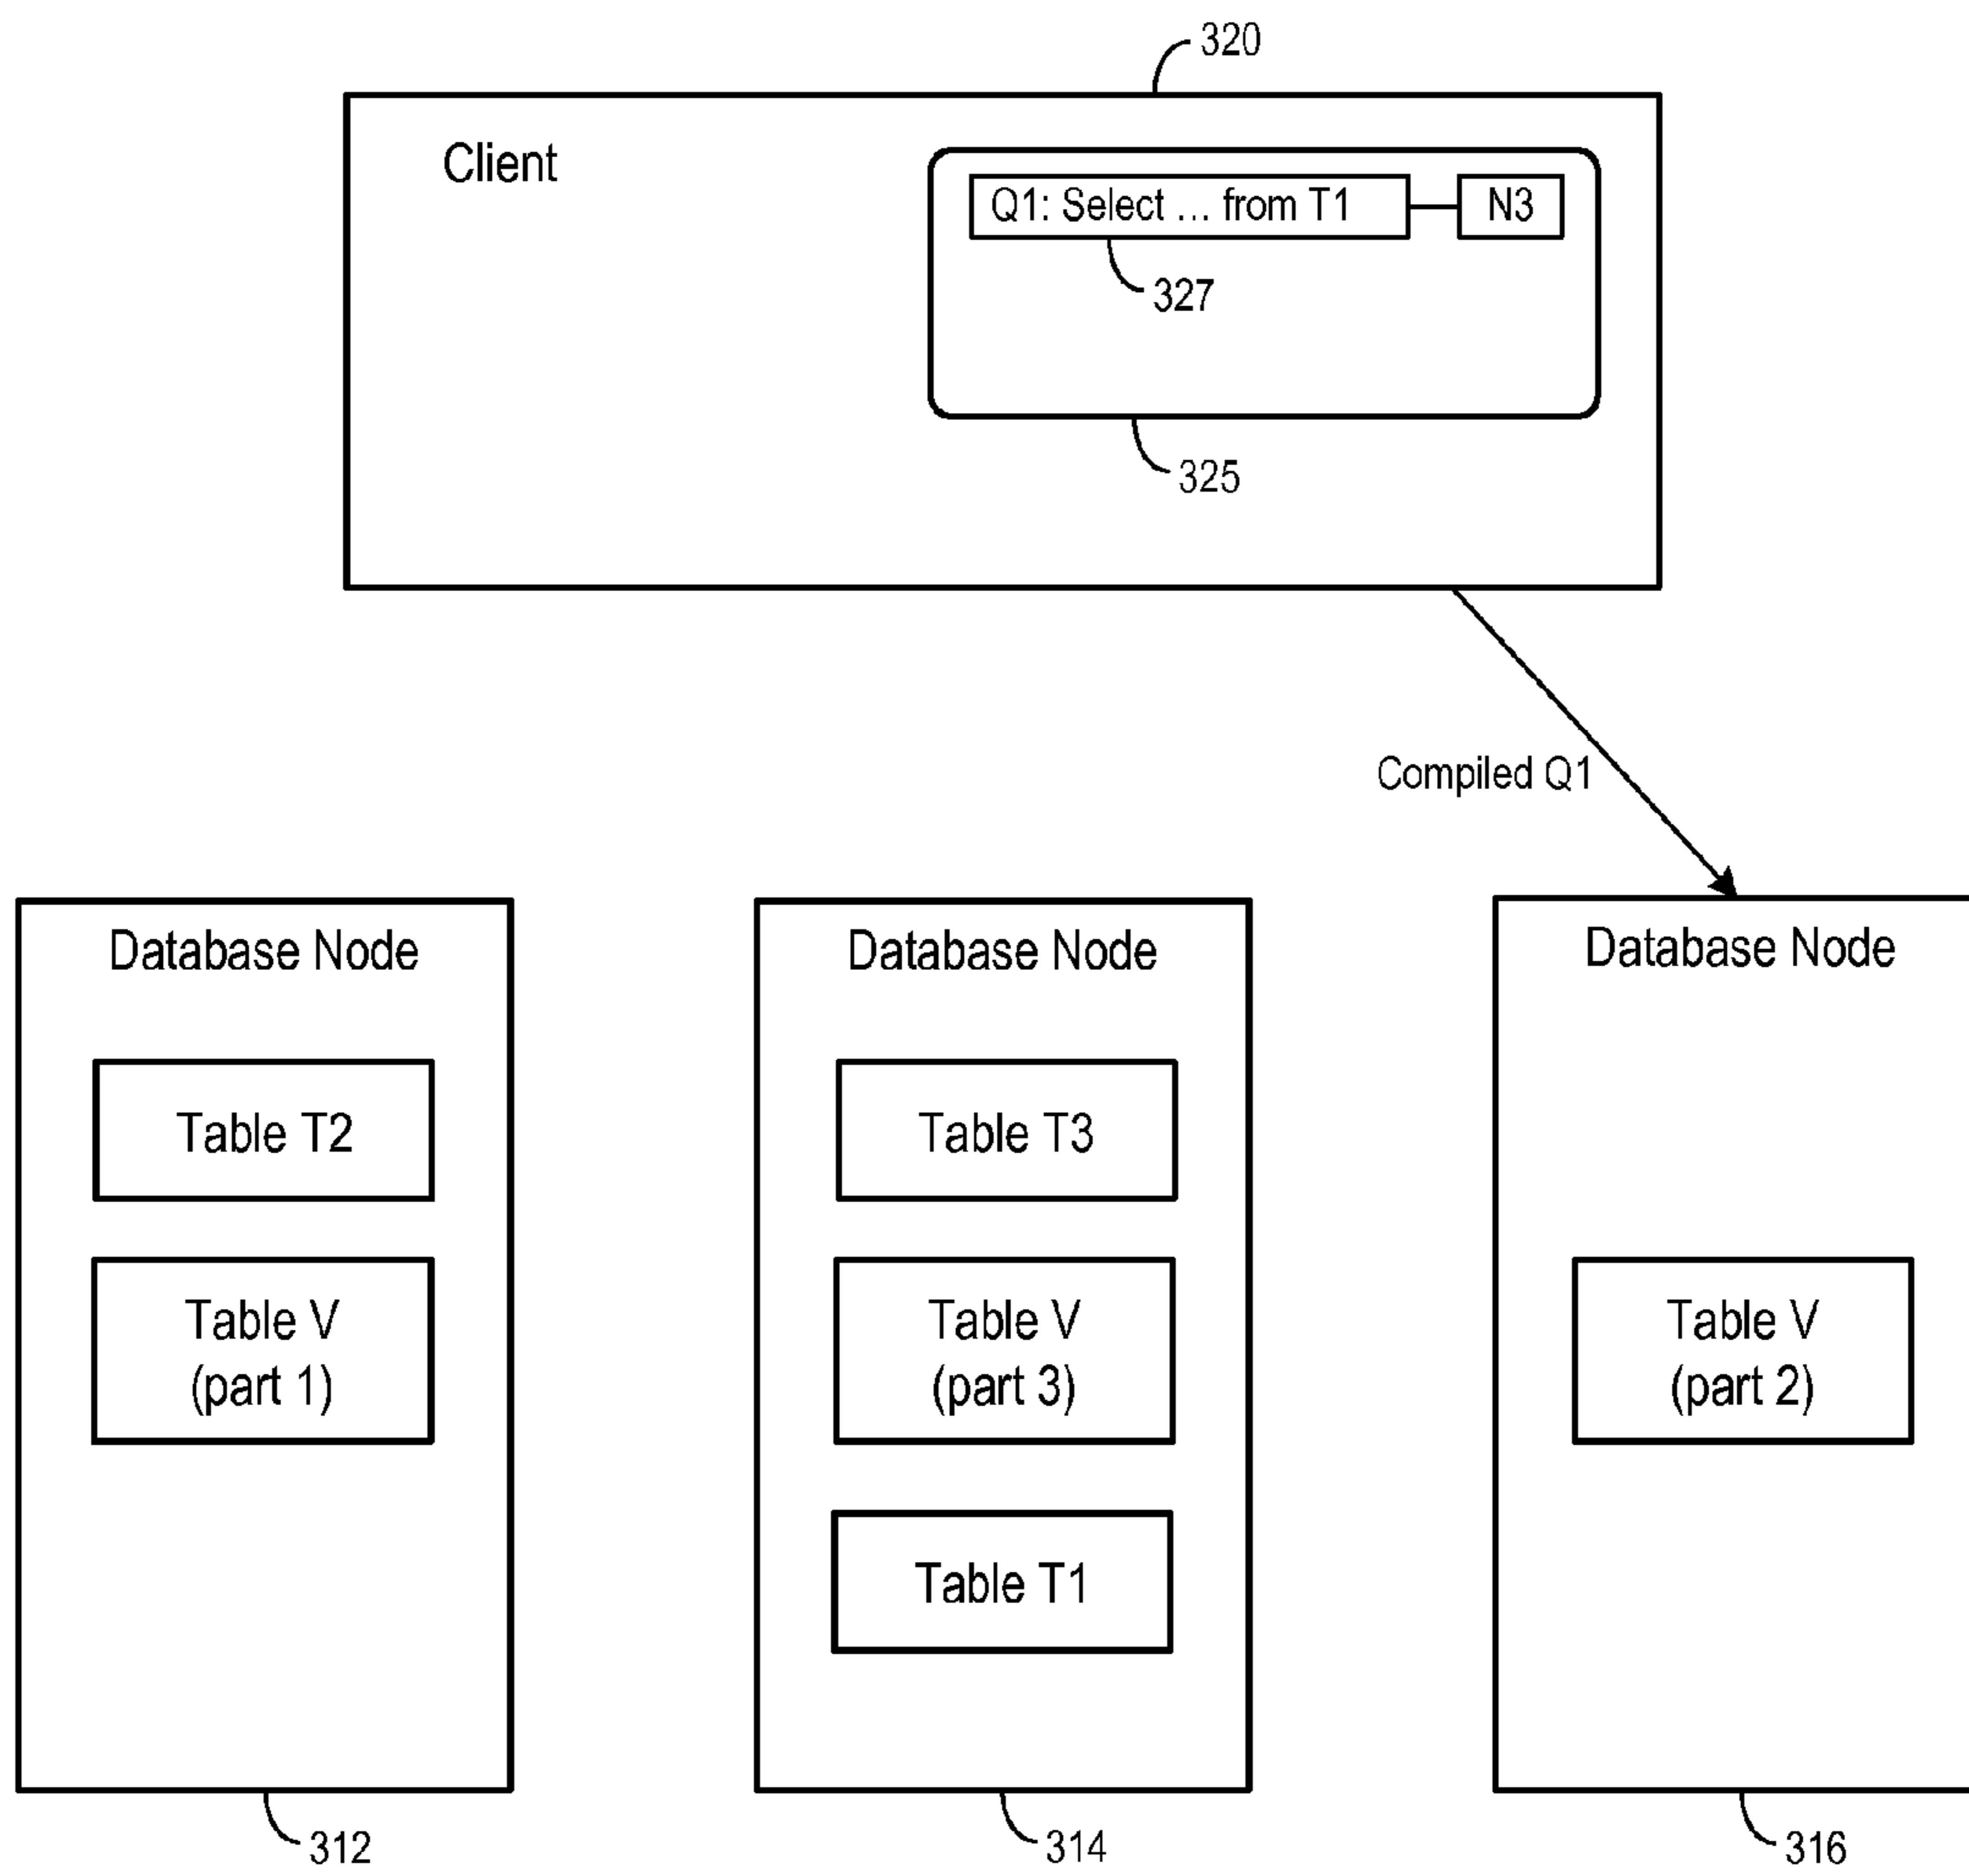 320
Client
Q1: Select ... from T1
N3
327
325
Compiled Q1
Database Node
Table T2
Table V
(part 1)
312
Database Node
Table T3
Table V
(part 3)
Table T1
314
Database Node
Table V
(part 2)
316